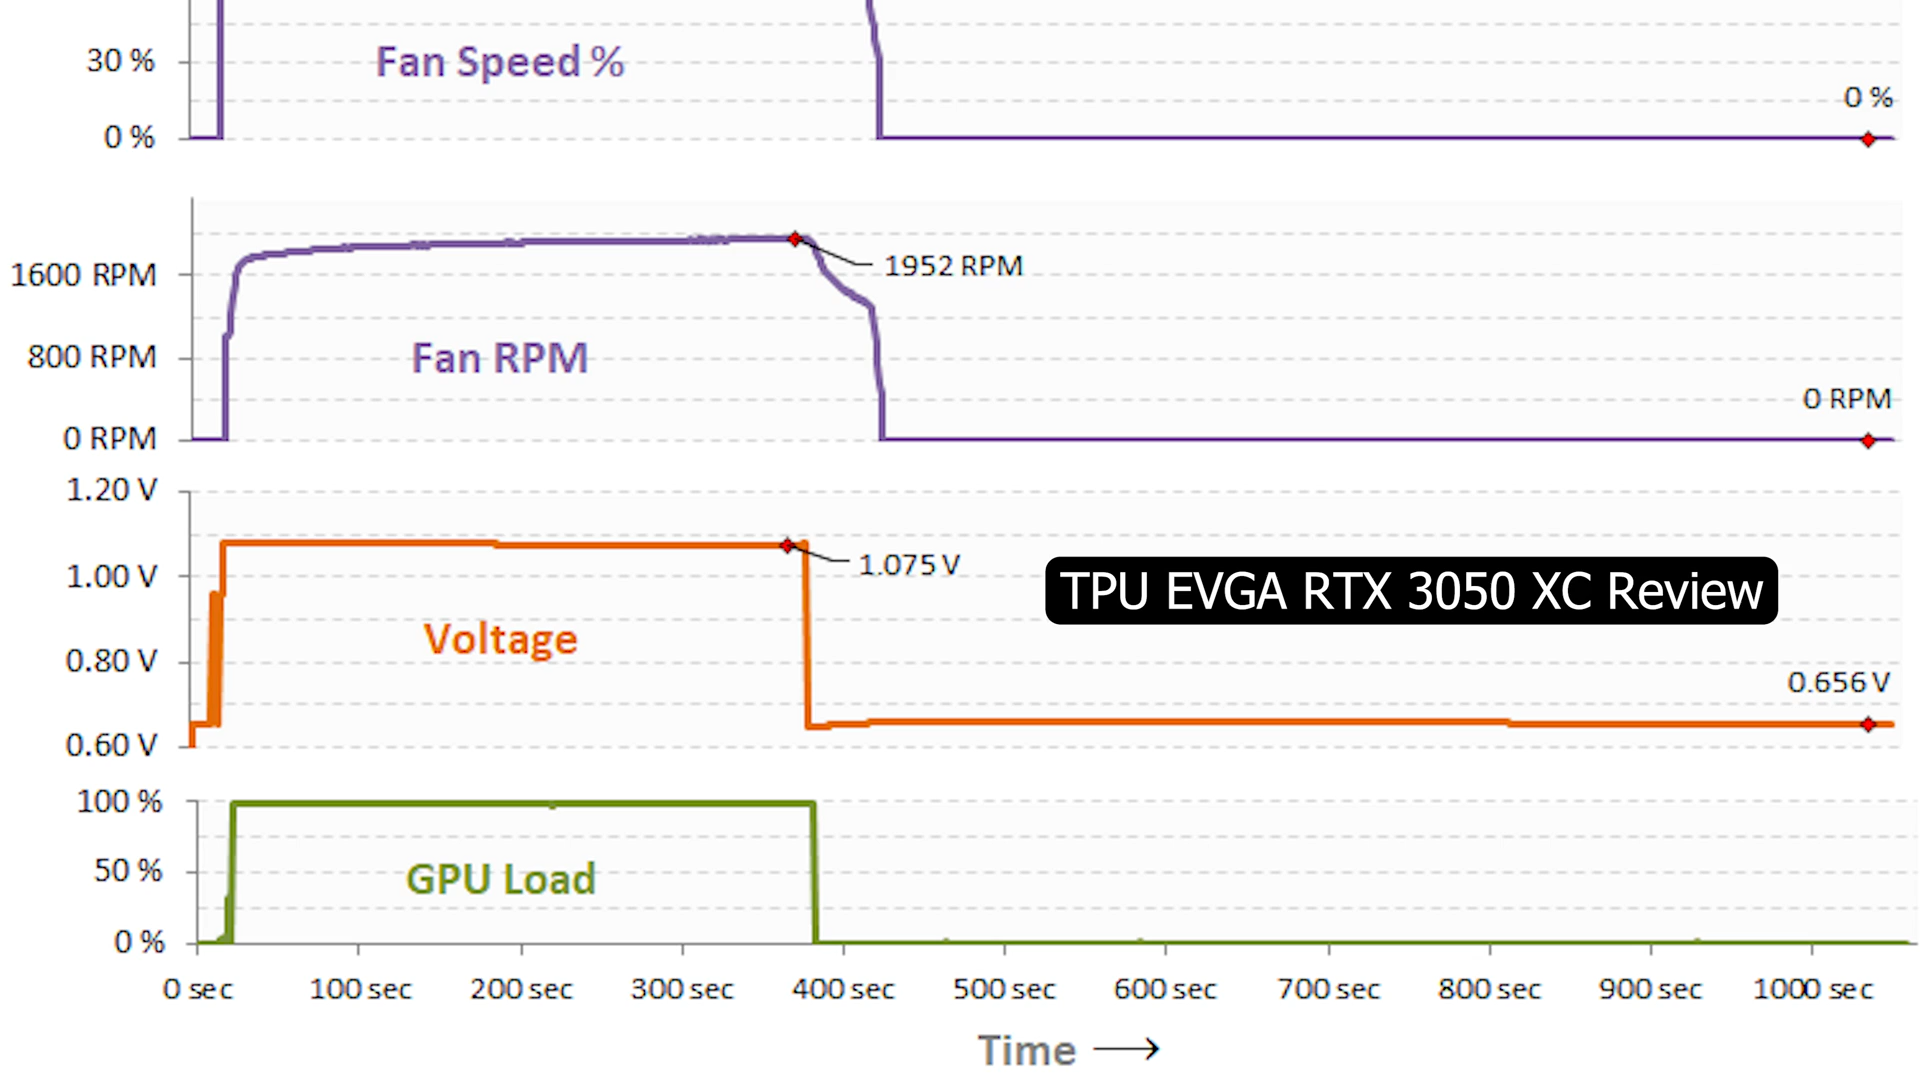 30 %
Fan Speed %
0 %
0 %
1600 RPM
1952 RPM
800 RPM
Fan RPM
0 RPM
0 RPM
1.20 V
1.00 V
1.075 V
TPU EVGA RTX 3050 XC Review
Voltage
0.80 V
0.656 V
0.60 V
100 %
50 %
GPU Load
0 %
0 sec 100 sec 200 sec 300 sec 400 sec 500 sec 600 sec 700 sec 800 sec 900 sec 1000 sec
Time →